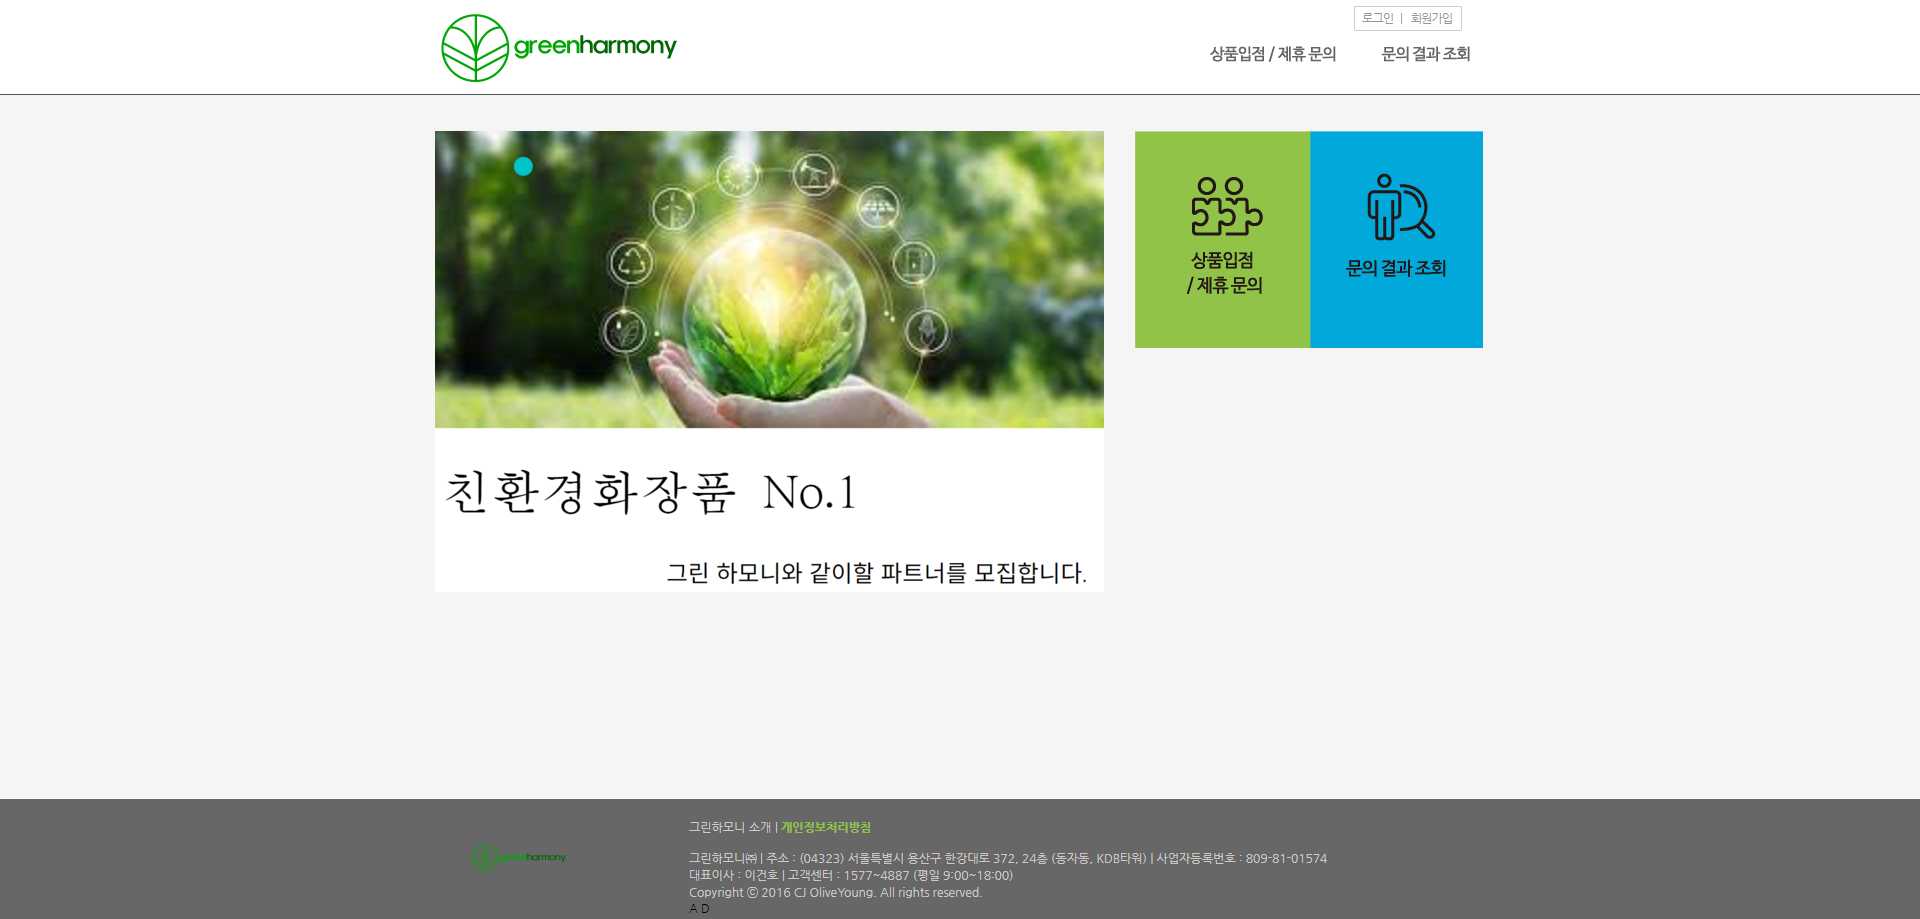 greenharmony
로그인 | 회원가입
상품입점 / 제휴 문의
문의 결과 조회
상품입점
/ 제휴 문의
문의 결과 조회
친환경화장품 No.1
그린 하모니와 같이할 파트너를 모집합니다.
그린하모니 소개 | 개인정보처리방침
greenharmony
그린하모니㈜ | 주소 : (04323) 서울특별시 용산구 한강대로 372, 24층 (동자동, KDB타워) | 사업자등록번호 : 809-81-01574
대표이사 : 이건호 | 고객센터 : 1577~4887 (평일 9:00~18:00)
Copyright ⓒ 2016 CJ OliveYoung. All rights reserved.
A D